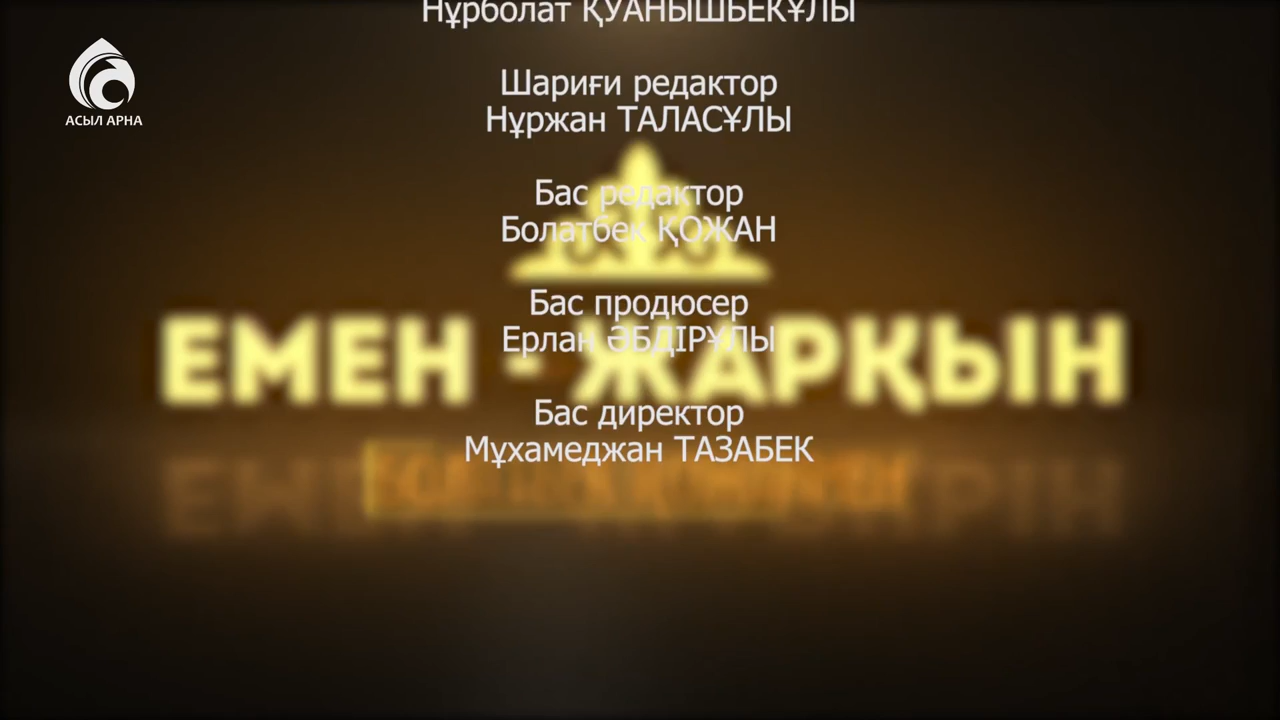 Нұрболат ҚУАНЫШБЕКҰЛЫ
АСЫЛ АРНА
Шариғи редактор
Нұржан ТАЛАСҰЛЫ
Бас редактор
Болатбек ҚОЖАН
Бас продюсер
Ерлан ӘБДІРҰЛЫ
ЕМЕН - ЖАРҚЫН
Бас директор
Мұхамеджан ТАЗАБЕК